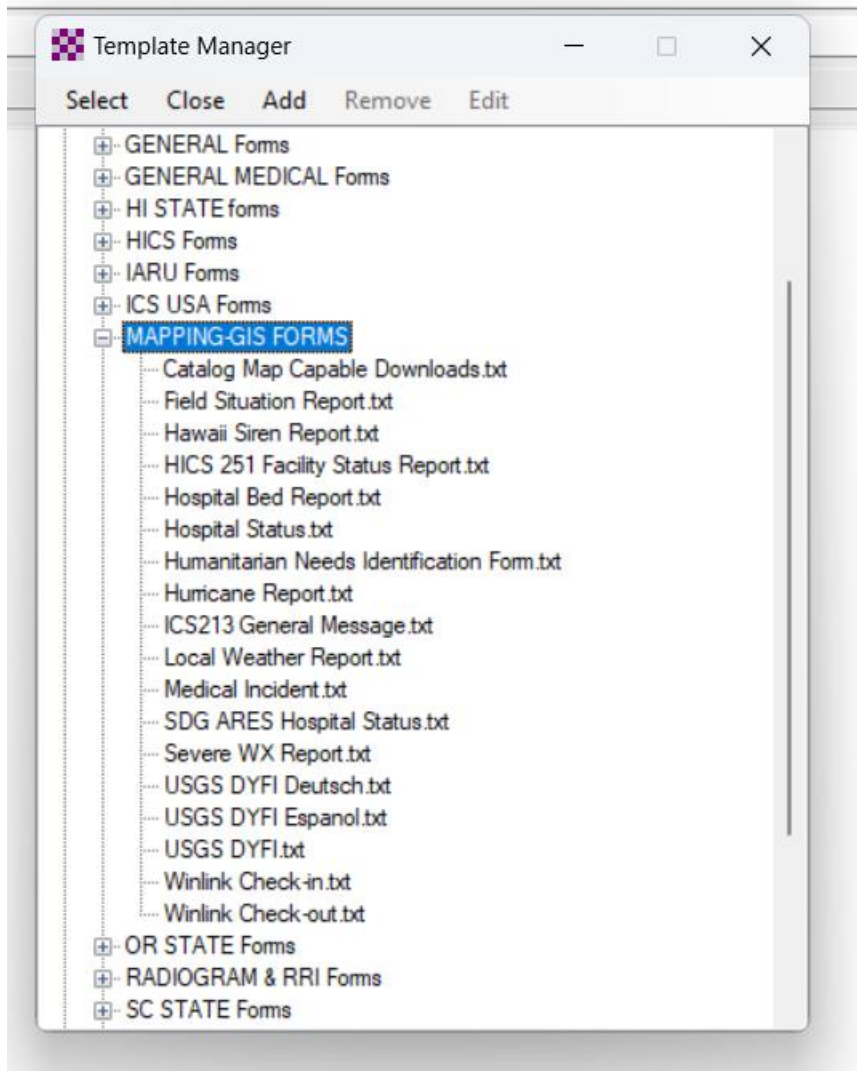 Template Manager
Select Close Add Remove Edit
GENERAL Forms
GENERAL MEDICAL Forms
HI STATE forms
HICS Forms
IARU Forms
ICS USA Forms
MAPPING-GIS FORMS
Catalog Map Capable Downloads.txt
Field Situation Report.txt
Hawaii Siren Report.txt
HICS 251 Facility Status Report.txt
Hospital Bed Report.txt
Hospital Status.txt
Humanitarian Needs Identification Form.txt
Hurricane Report.txt
ICS213 General Message.txt
Local Weather Report.txt
Medical Incident.txt
SDG ARES Hospital Status.txt
Severe WX Report.txt
USGS DYFI Deutsch.txt
USGS DYFI Espanol.txt
USGS DYFI.txt
Winlink Check-in.txt
Winlink Check-out.txt
OR STATE Forms
RADIOGRAM & RRI Forms
SC STATE Forms